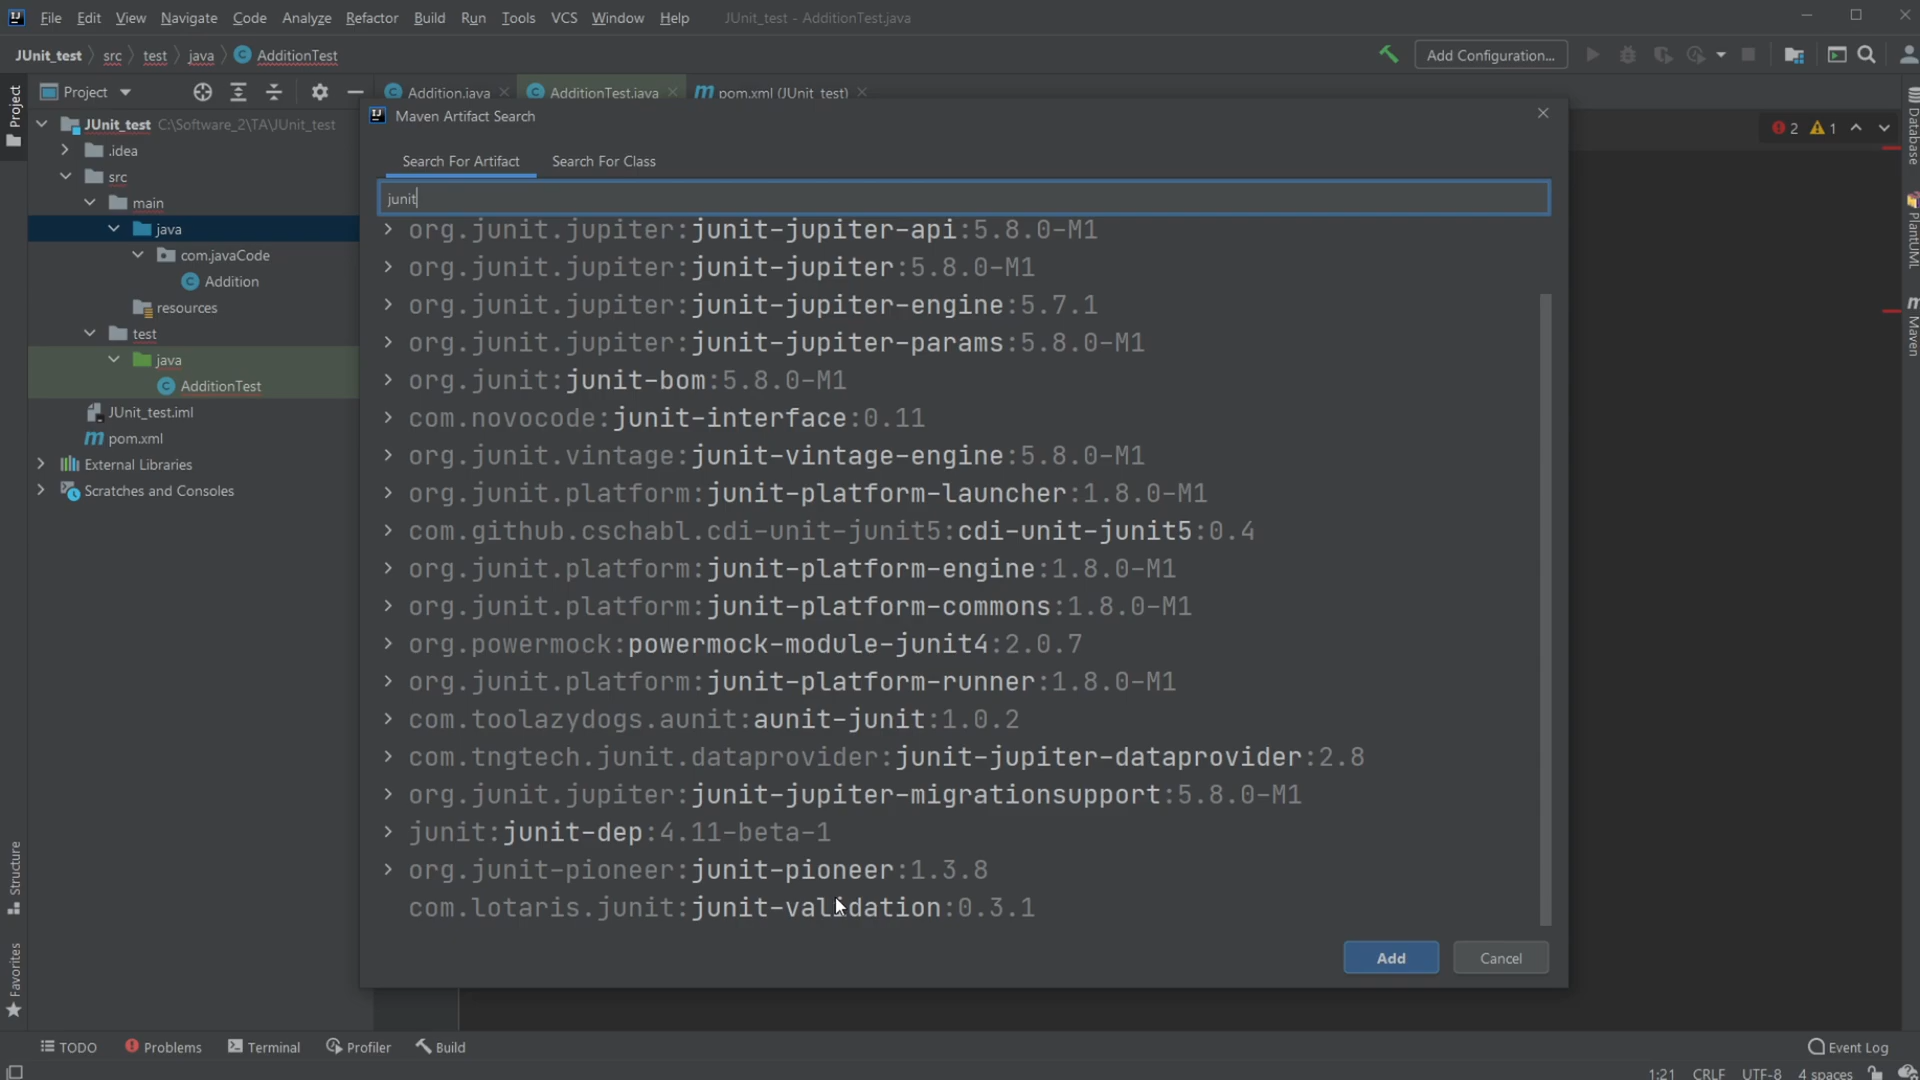 File Edit View Navigate Code Analyze Refactor Build Run Tools VCS Window Help JUnit_test - AdditionTest.java
JUnit_test src test java AdditionTest Add Configuration...
Project Addition.java AdditionTest.java pom.xml (JUnit_test)
Project
Maven Artifact Search
JUnit_test C:\Software_2\TA\JUnit_test
2 1
Database
.idea
Search For Artifact Search For Class
src
junit
main
java
com.javaCode
Addition
resources
test
java
AdditionTest
JUnit_test.iml
pom.xml
External Libraries
Scratches and Consoles
org.junit.jupiter:junit-jupiter-api:5.8.0-M1
org.junit.jupiter:junit-jupiter:5.8.0-M1
org.junit.jupiter:junit-jupiter-engine:5.7.1
org.junit.jupiter:junit-jupiter-params:5.8.0-M1
org.junit:junit-bom:5.8.0-M1
com.novocode:junit-interface:0.11
org.junit.vintage:junit-vintage-engine:5.8.0-M1
org.junit.platform:junit-platform-launcher:1.8.0-M1
com.github.cschabl.cdi-unit-junit5:cdi-unit-junit5:0.4
org.junit.platform:junit-platform-engine:1.8.0-M1
org.junit.platform:junit-platform-commons:1.8.0-M1
org.powermock:powermock-module-junit4:2.0.7
org.junit.platform:junit-platform-runner:1.8.0-M1
com.toolazydogs.aunit:aunit-junit:1.0.2
com.tngtech.junit.dataprovider:junit-jupiter-dataprovider:2.8
org.junit.jupiter:junit-jupiter-migrationsupport:5.8.0-M1
junit:junit-dep:4.11-beta-1
org.junit-pioneer:junit-pioneer:1.3.8
com.lotaris.junit:junit-validation:0.3.1
Add Cancel
PlantUML
Maven
Structure
Favorites
TODO Problems Terminal Profiler Build Event Log
1:21 CRLF UTF-8 4 spaces